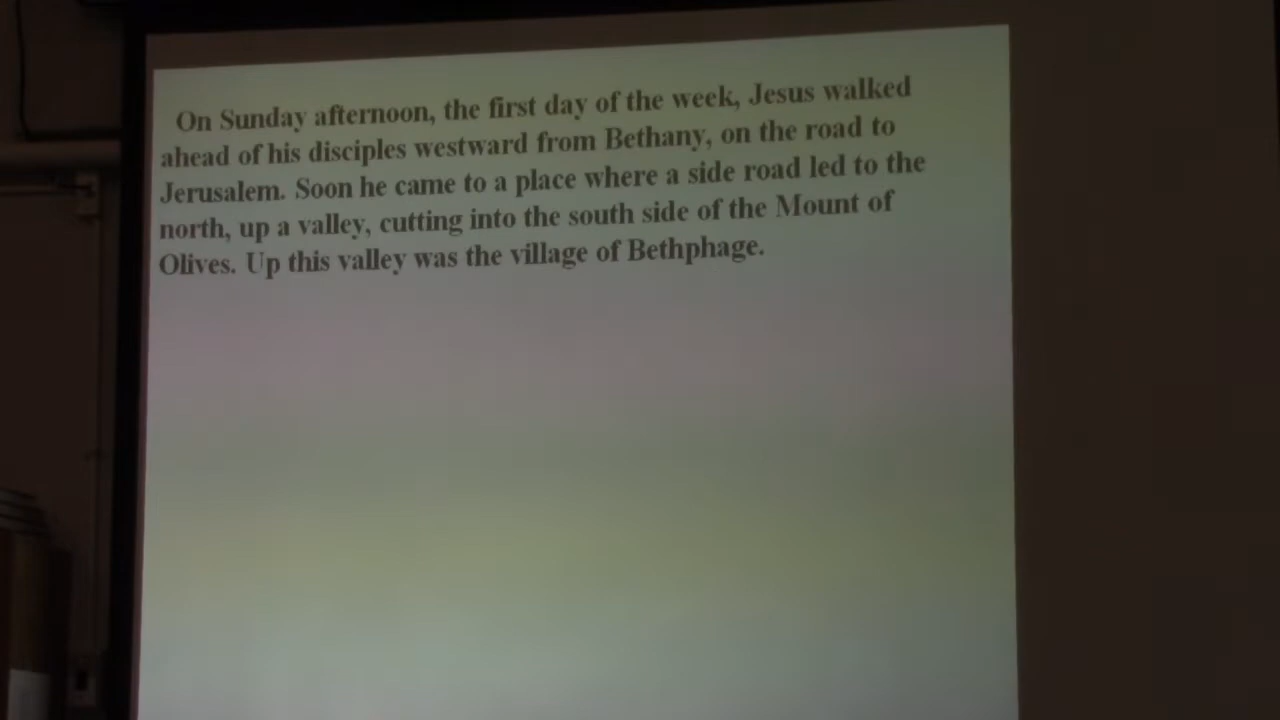 On Sunday afternoon, the first day of the week, Jesus walked
ahead of his disciples westward from Bethany, on the road to
Jerusalem. Soon he came to a place where a side road led to the
north, up a valley, cutting into the south side of the Mount of
Olives. Up this valley was the village of Bethphage.